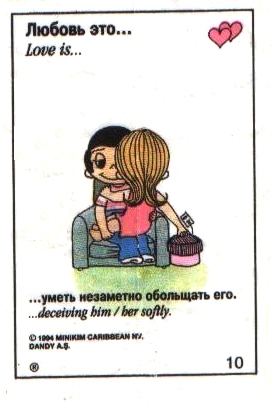 Любовь это...
Love is...
...уметь незаметно обольщать его.
...deceiving him / her softly.
© 1994 MINIKIM CARIBBEAN NV.
DANDY A.Ş.
® 10